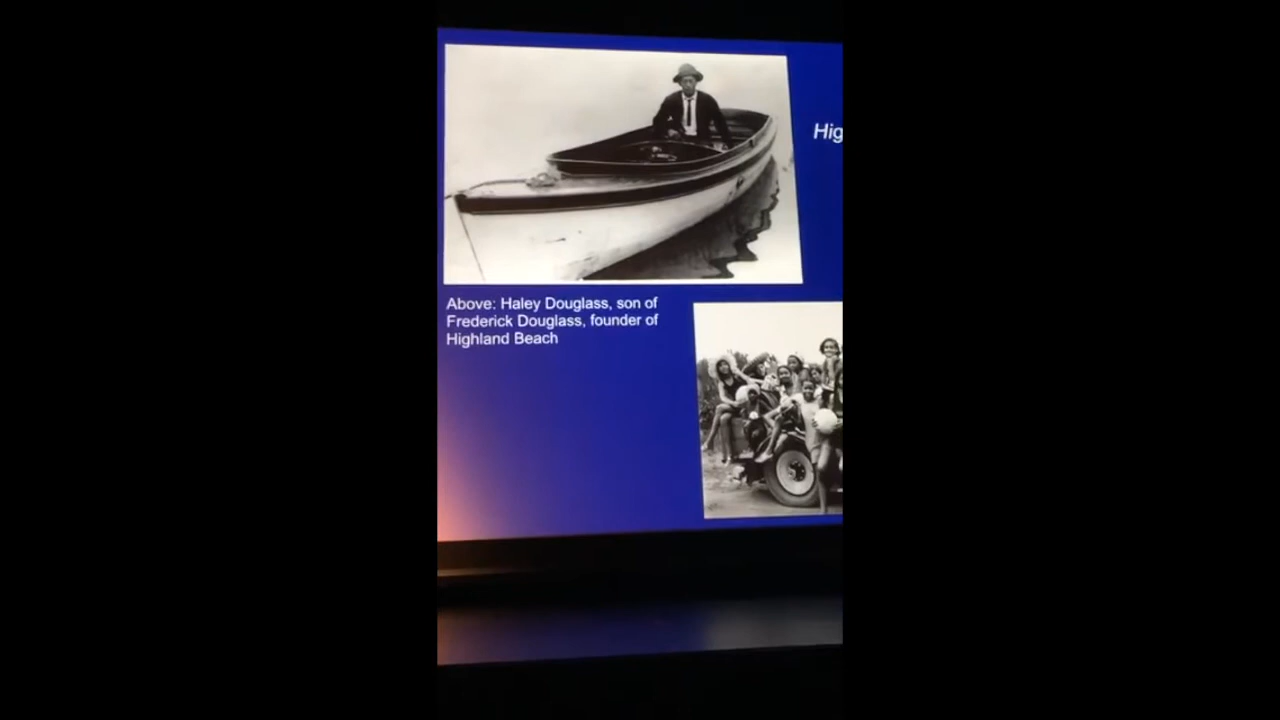 Hig
Above: Haley Douglass, son of
Frederick Douglass, founder of
Highland Beach